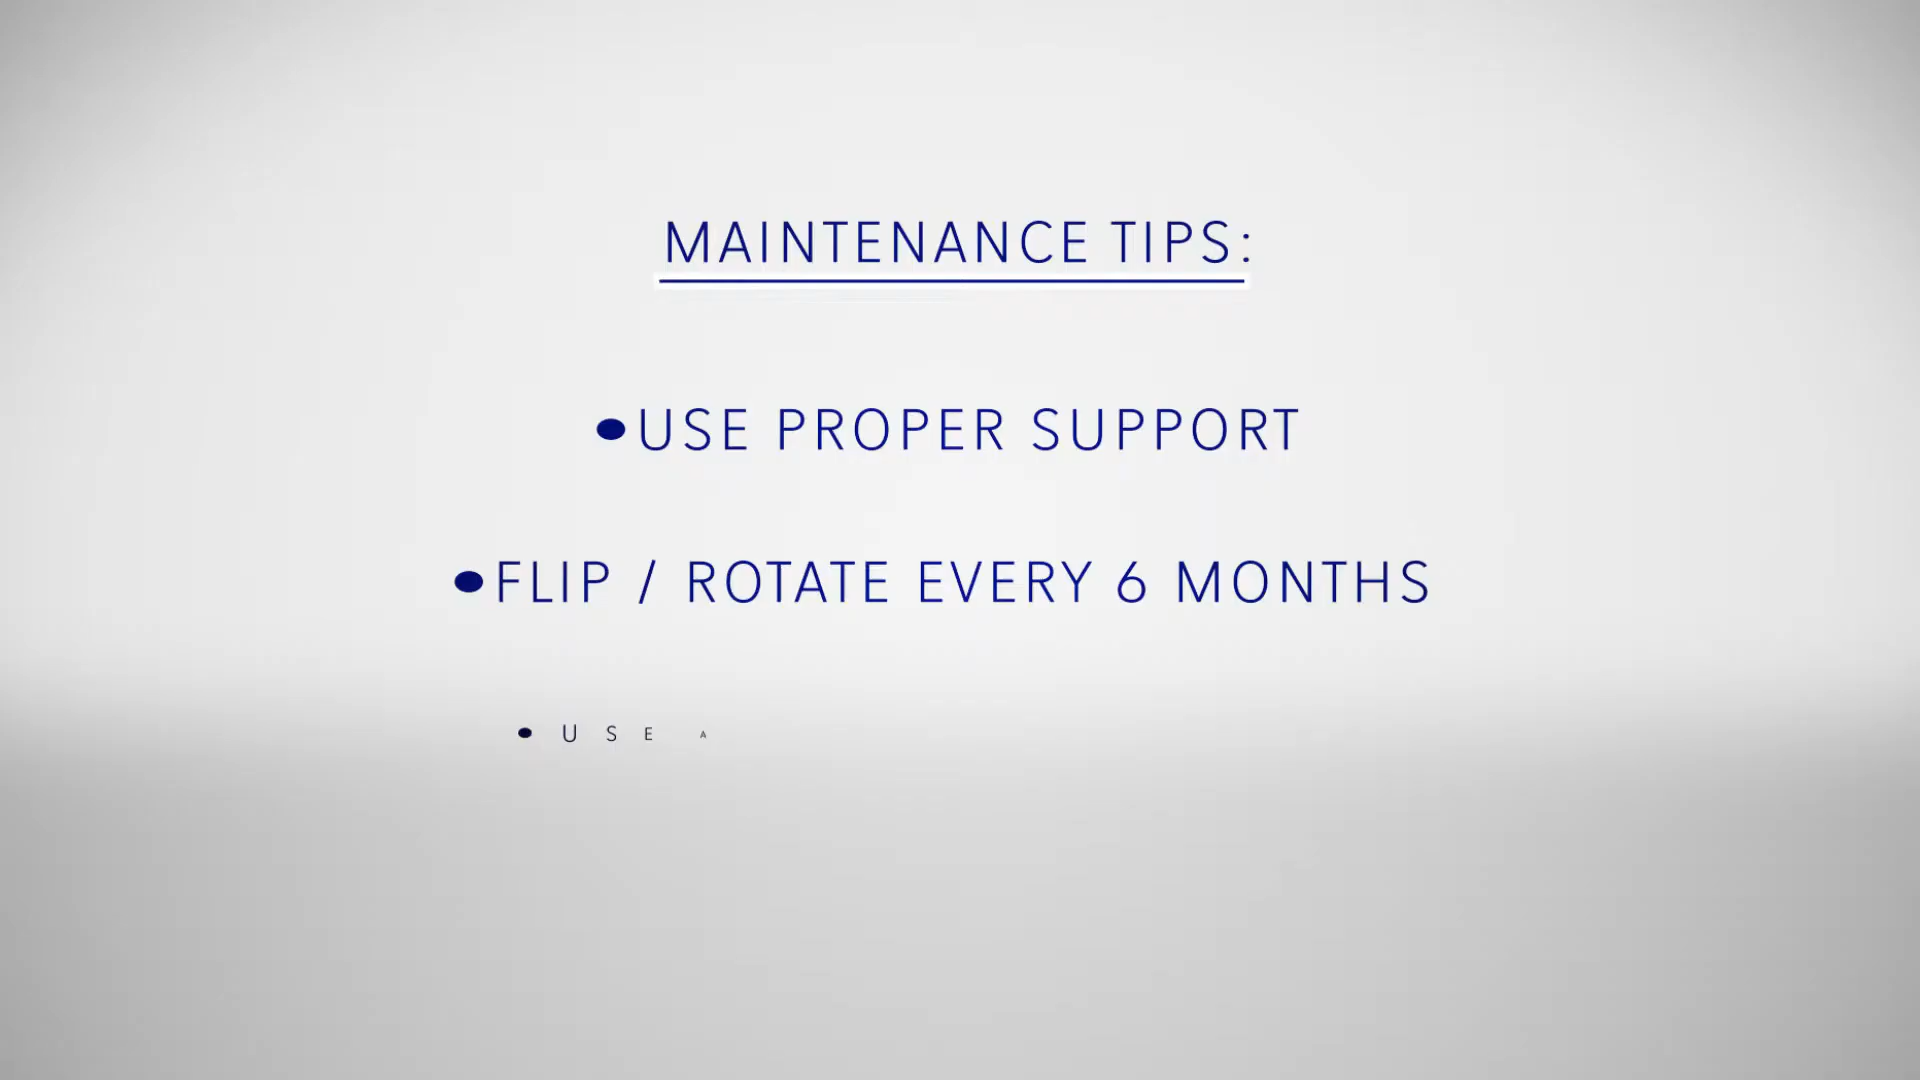 MAINTENANCE TIPS:
•USE PROPER SUPPORT
•FLIP / ROTATE EVERY 6 MONTHS
• USE A